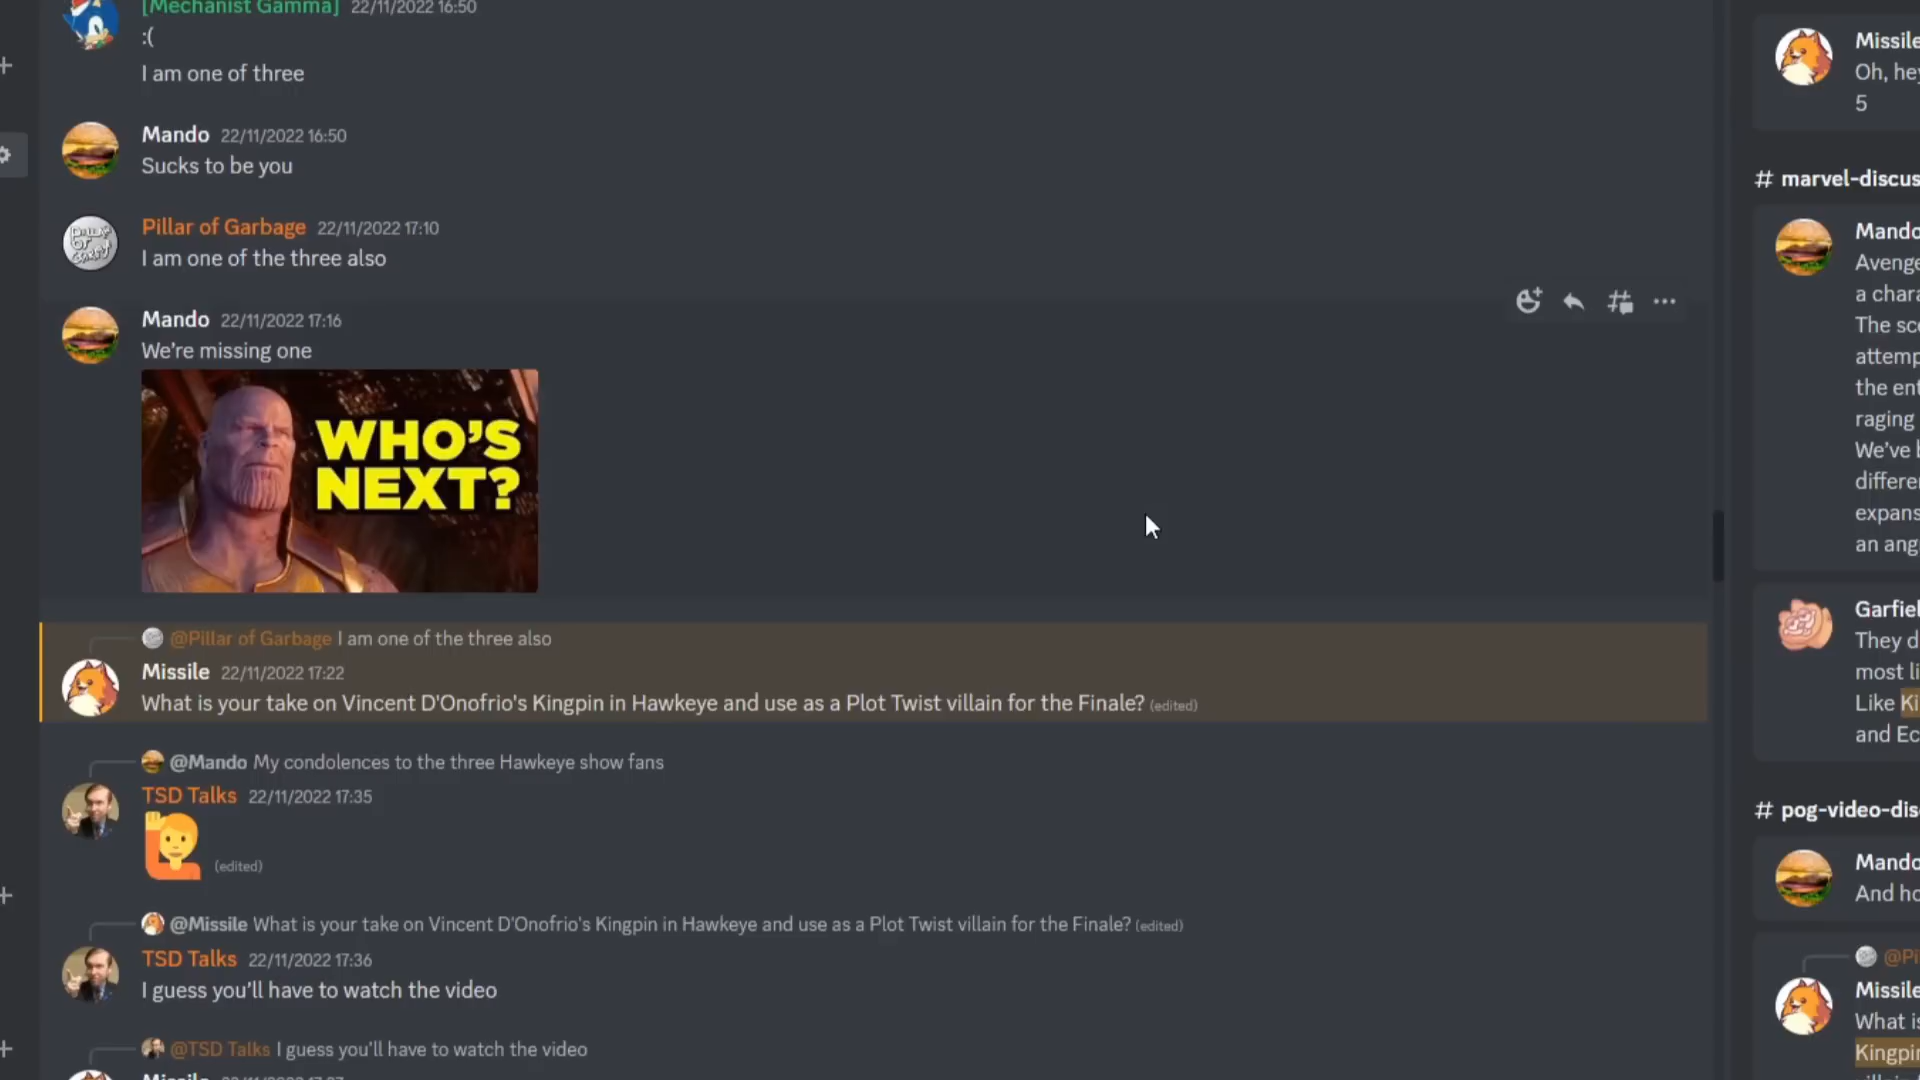 [Mechanist Gamma] 22/11/2022 16:50
:(
I am one of three
Mando 22/11/2022 16:50
Sucks to be you
Pillar of Garbage 22/11/2022 17:10
I am one of the three also
Mando 22/11/2022 17:16
We're missing one
WHO'S
NEXT?
@Pillar of Garbage I am one of the three also
Missile 22/11/2022 17:22
What is your take on Vincent D'Onofrio's Kingpin in Hawkeye and use as a Plot Twist villain for the Finale? (edited)
@Mando My condolences to the three Hawkeye show fans
TSD Talks 22/11/2022 17:35
(edited)
@Missile What is your take on Vincent D'Onofrio's Kingpin in Hawkeye and use as a Plot Twist villain for the Finale? (edited)
TSD Talks 22/11/2022 17:36
I guess you'll have to watch the video
@TSD Talks I guess you'll have to watch the video
Missile
Missile
Oh, hey
5
# marvel-discus
Mando
Avenge
a chara
The sce
attemp
the ent
raging
We've b
differe
expans
an ang
Garfiel
They d
most li
Like Ki
and Ec
# pog-video-dis
Mando
And ho
@Pi
Missile
What is
Kingpin